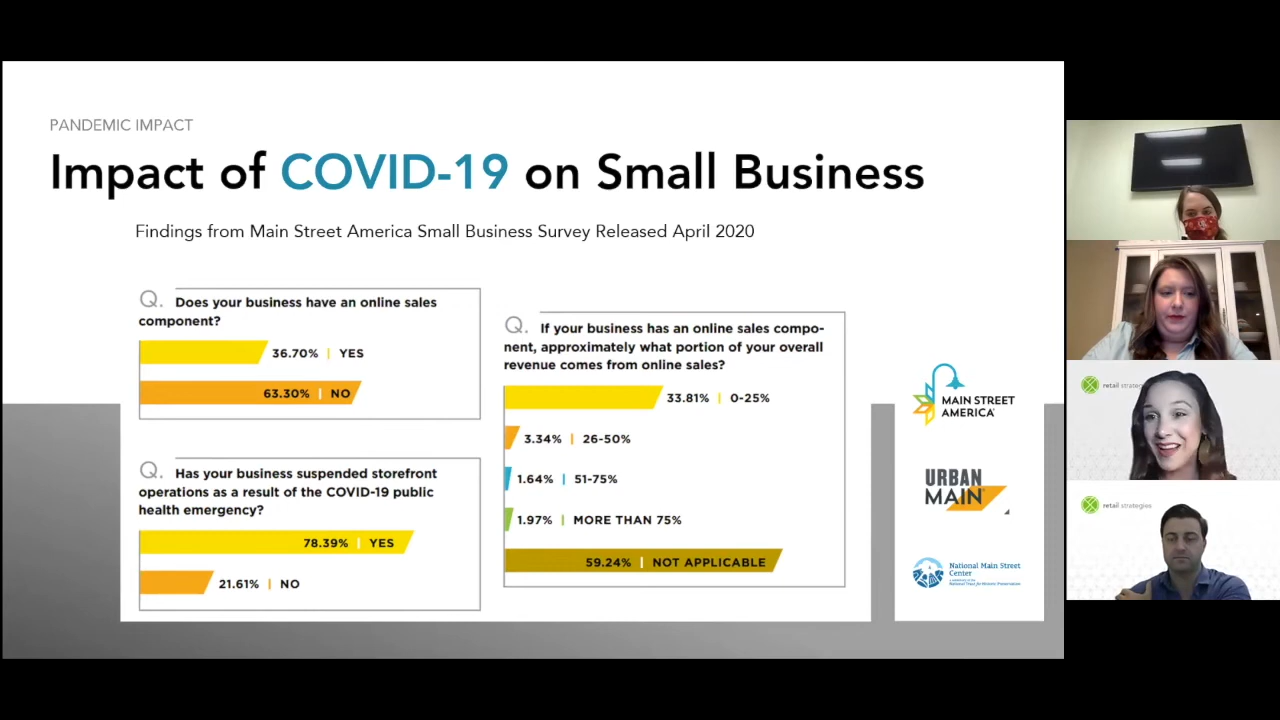 PANDEMIC IMPACT
Impact of COVID-19 on Small Business
Findings from Main Street America Small Business Survey Released April 2020
Q. Does your business have an online sales
component?
36.70% | YES
63.30% | NO
Q. Has your business suspended storefront
operations as a result of the COVID-19 public
health emergency?
78.39% | YES
21.61% | NO
Q. If your business has an online sales compo-
nent, approximately what portion of your overall
revenue comes from online sales?
33.81% | 0-25%
3.34% | 26-50%
1.64% | 51-75%
1.97% | MORE THAN 75%
59.24% | NOT APPLICABLE
MAIN STREET
AMERICA
URBAN
MAIN
National Main Street
Center
retail
retail strategies